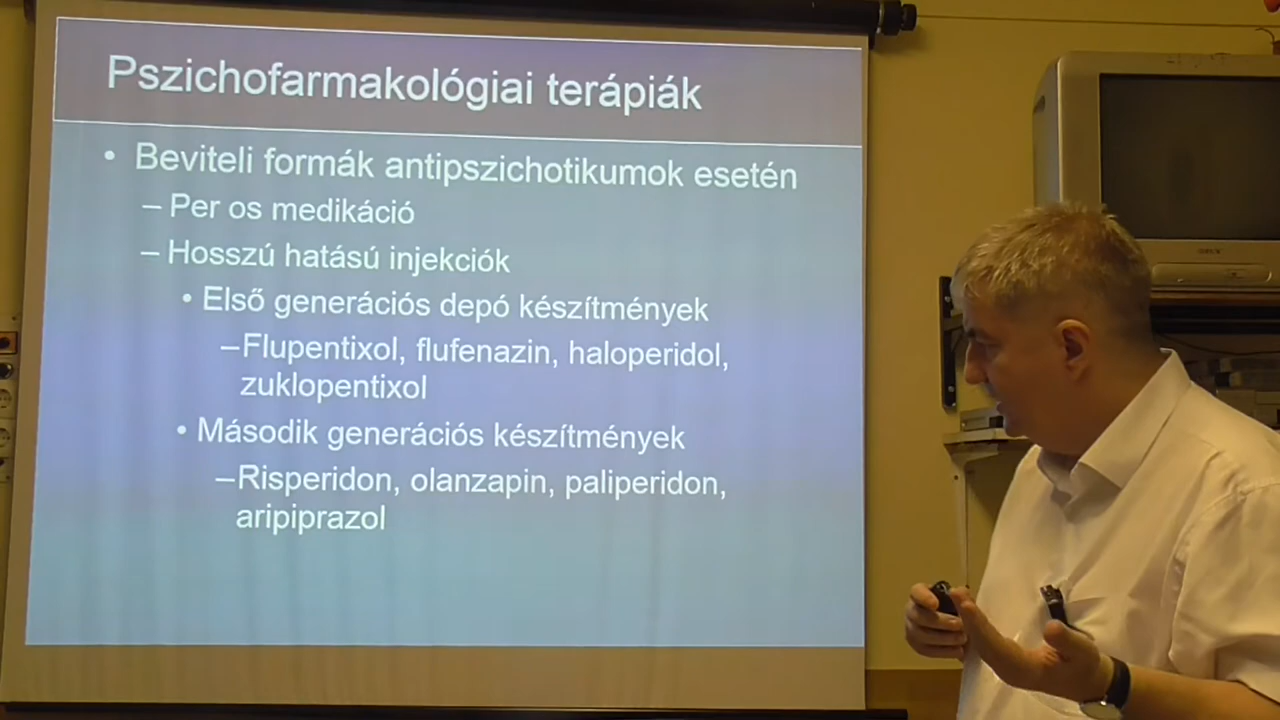 Pszichofarmakológiai terápiák
• Beviteli formák antipszichotikumok esetén
– Per os medikáció
– Hosszú hatású injekciók
• Első generációs depó készítmények
–Flupentixol, flufenazin, haloperidol,
zuklopentixol
• Második generációs készítmények
–Risperidon, olanzapin, paliperidon,
aripiprazol